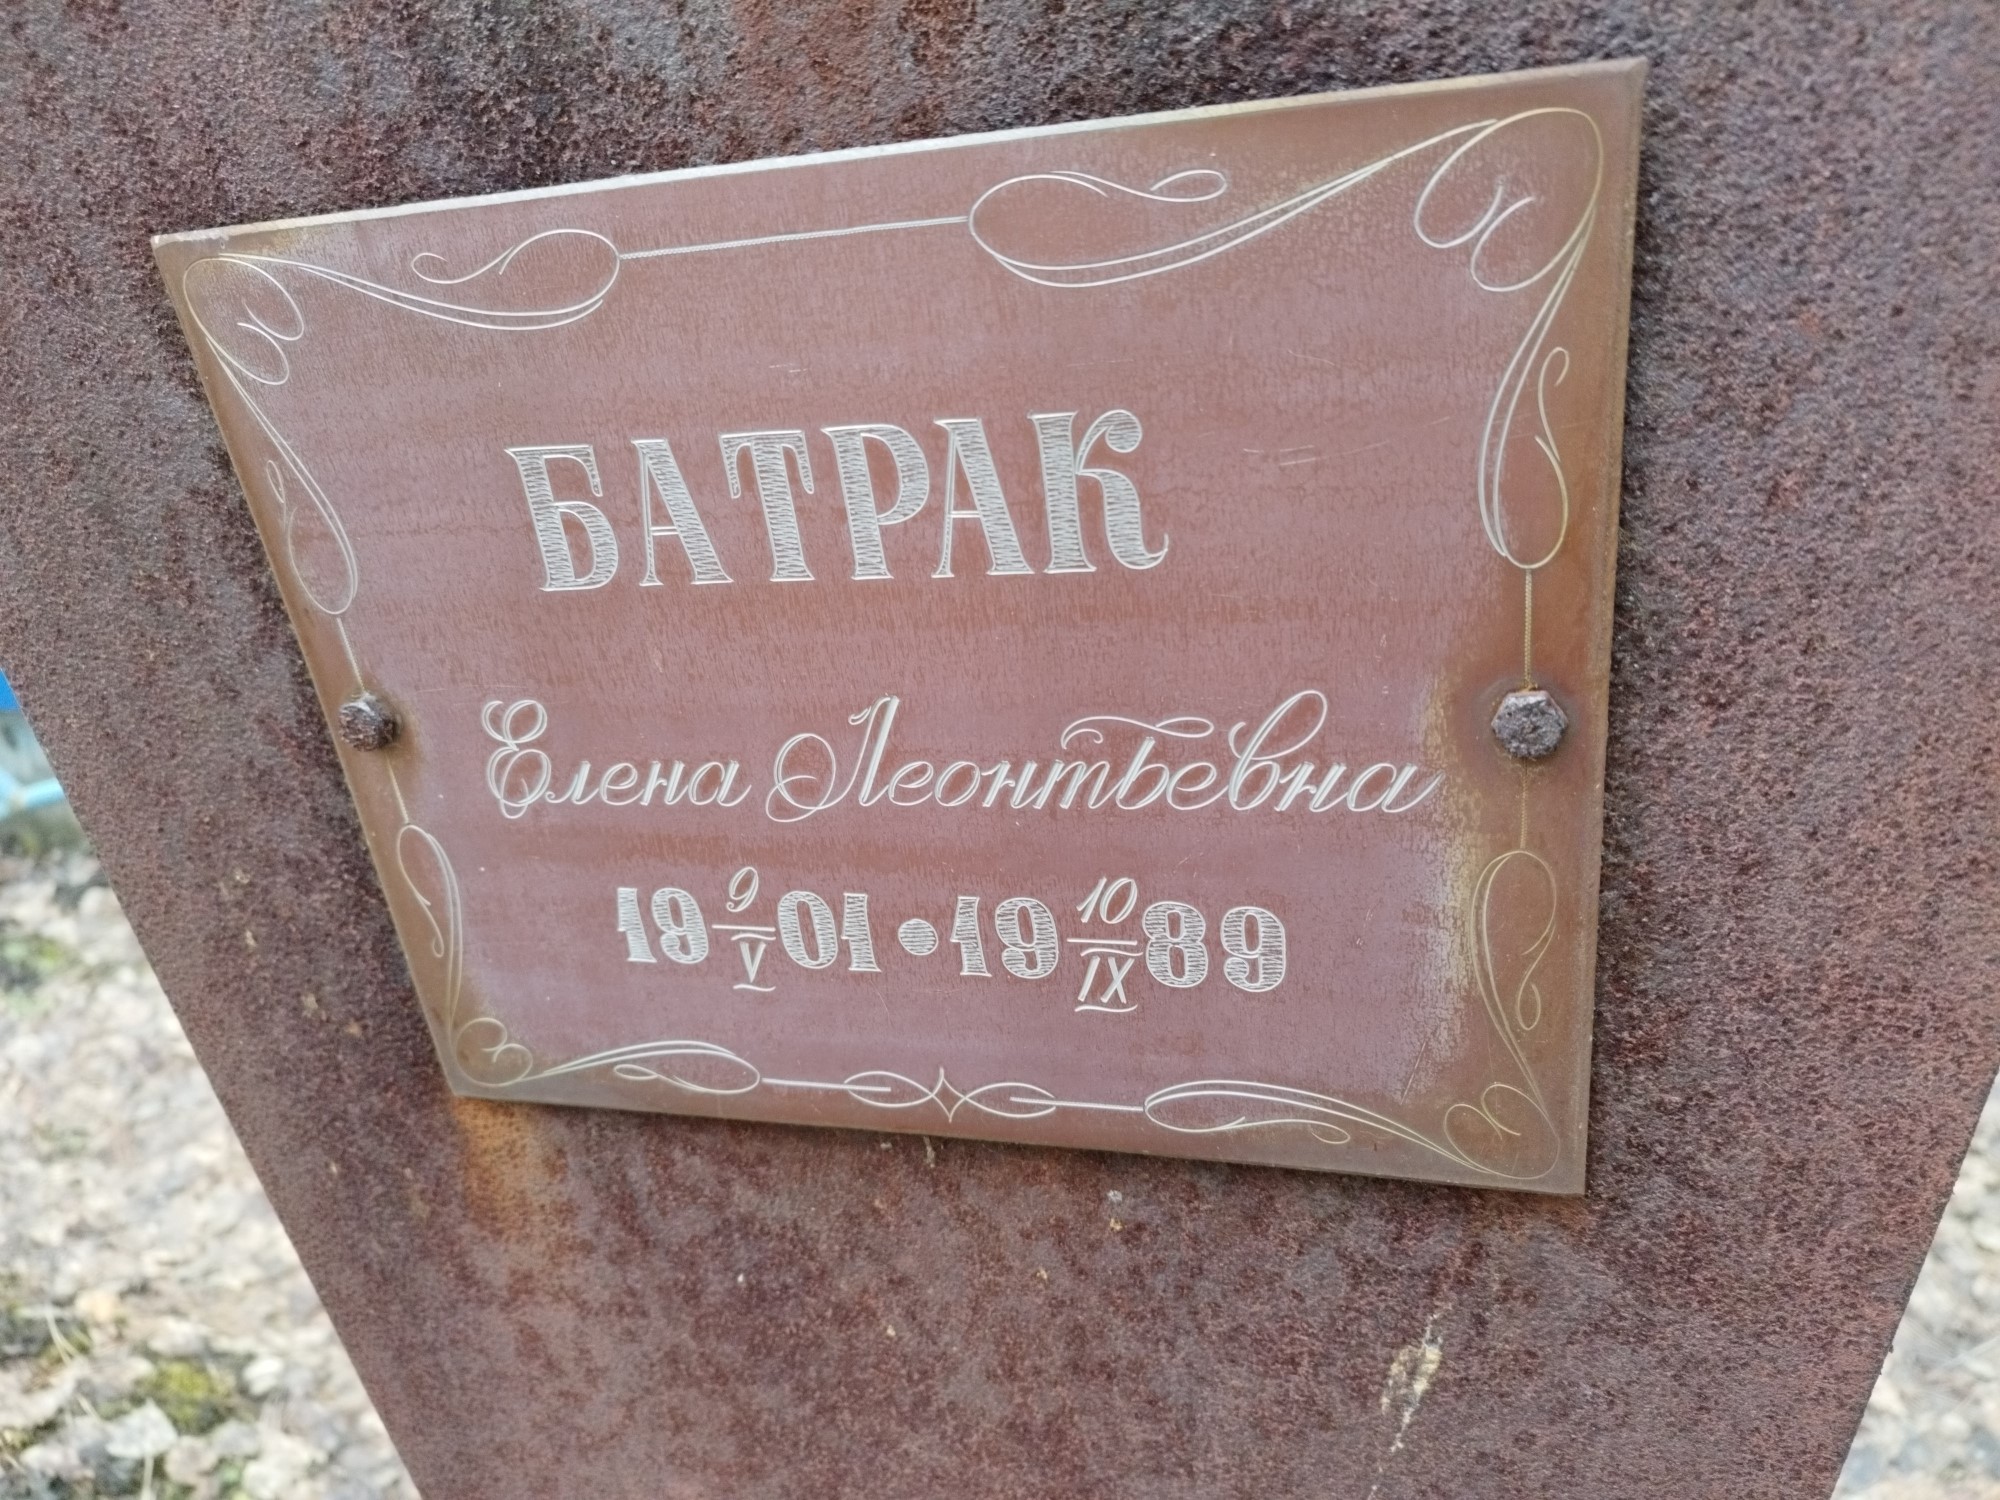 БАТРАК
Елена Леонтьевна
19 9/V 01 • 19 10/IX 89